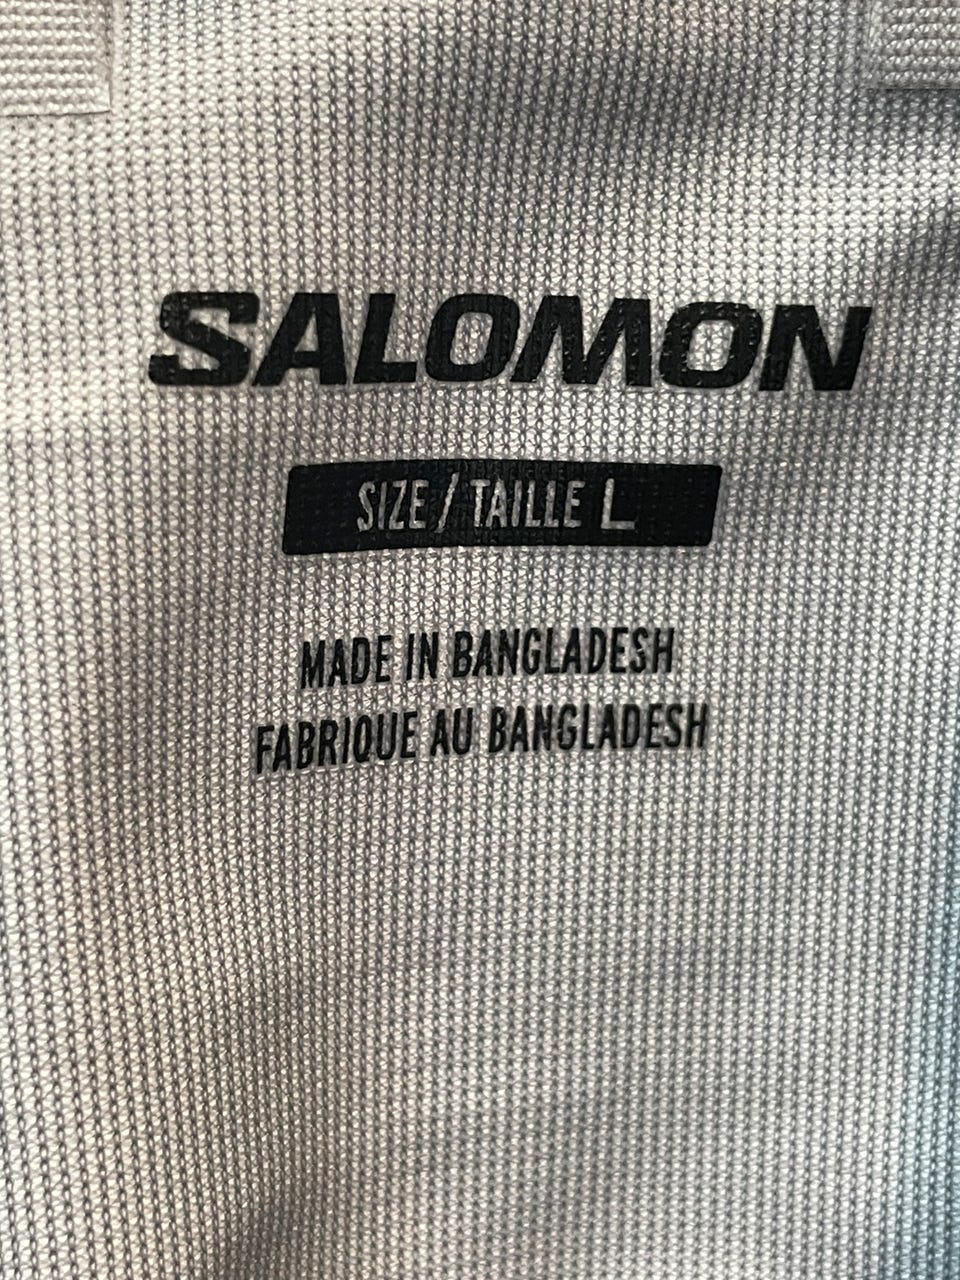 SALOMON
SIZE / TAILLE L
MADE IN BANGLADESH
FABRIQUE AU BANGLADESH